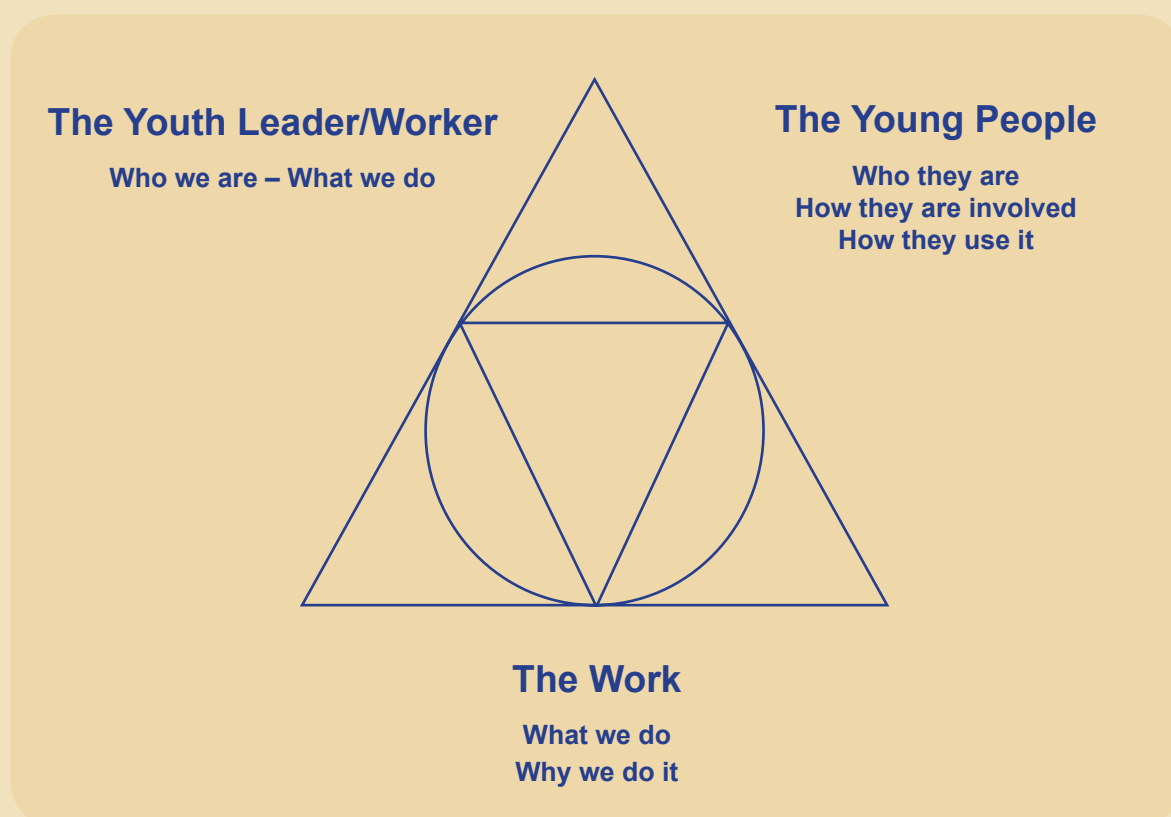 The Youth Leader/Worker
Who we are – What we do
The Young People
Who they are
How they are involved
How they use it
The Work
What we do
Why we do it